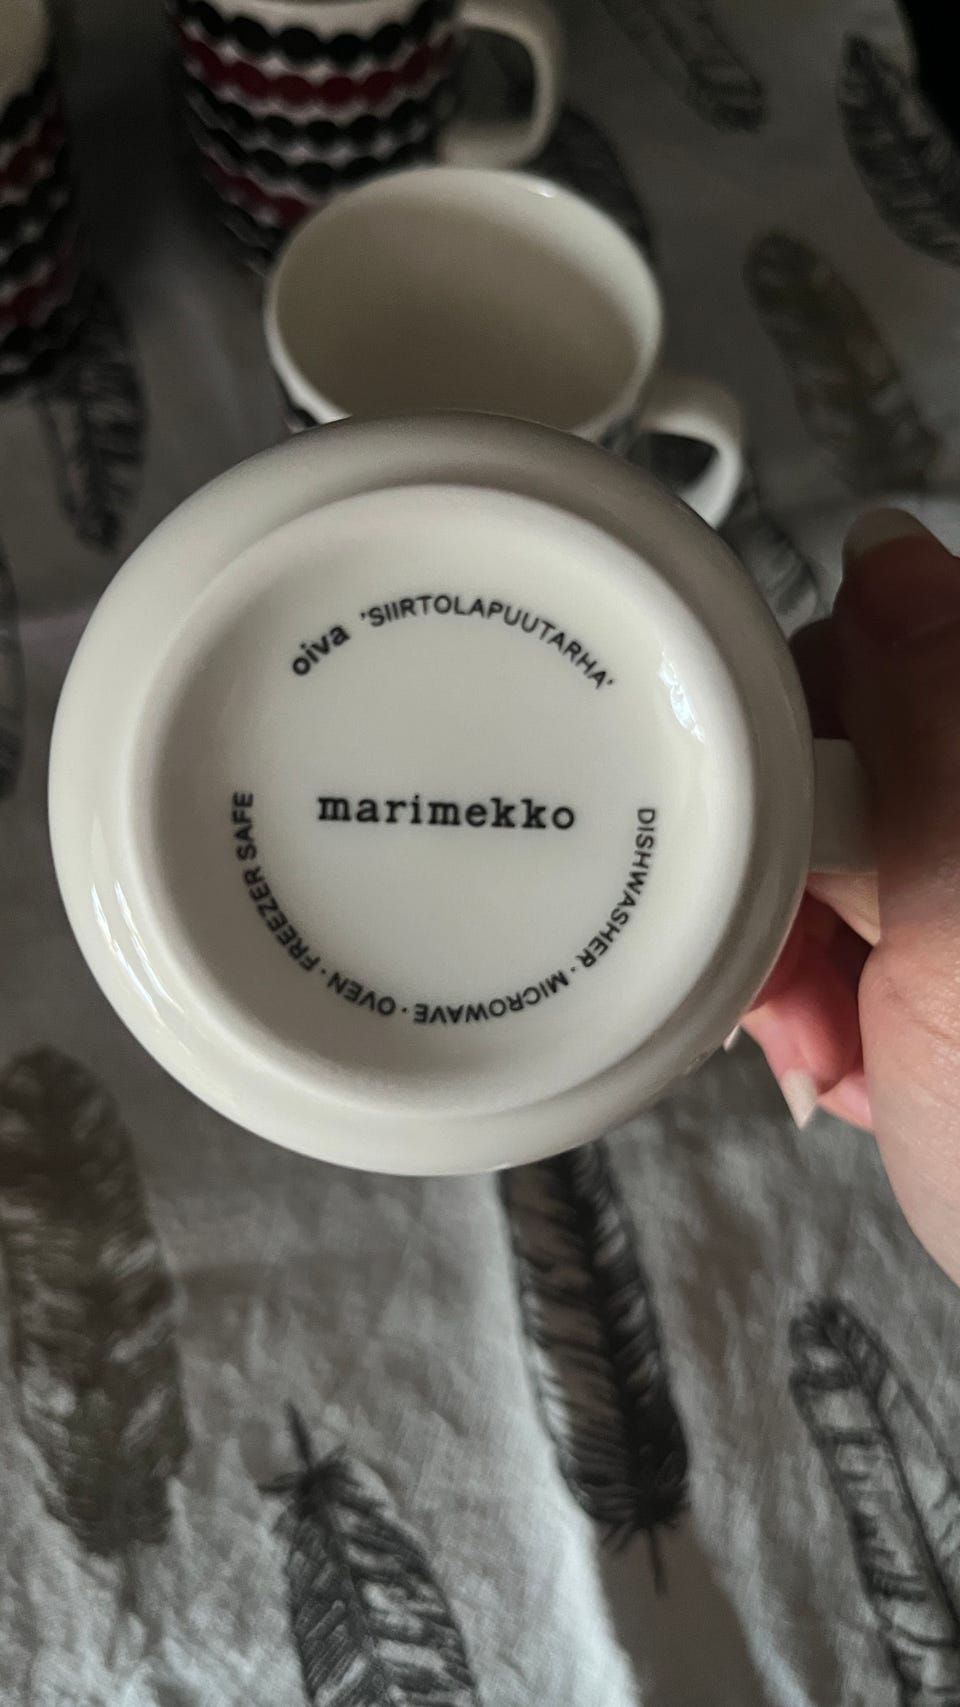 oiva 'SIIRTOLAPUUTARHA'
marimekko
DISHWASHER · MICROWAVE · OVEN · FREEZER SAFE